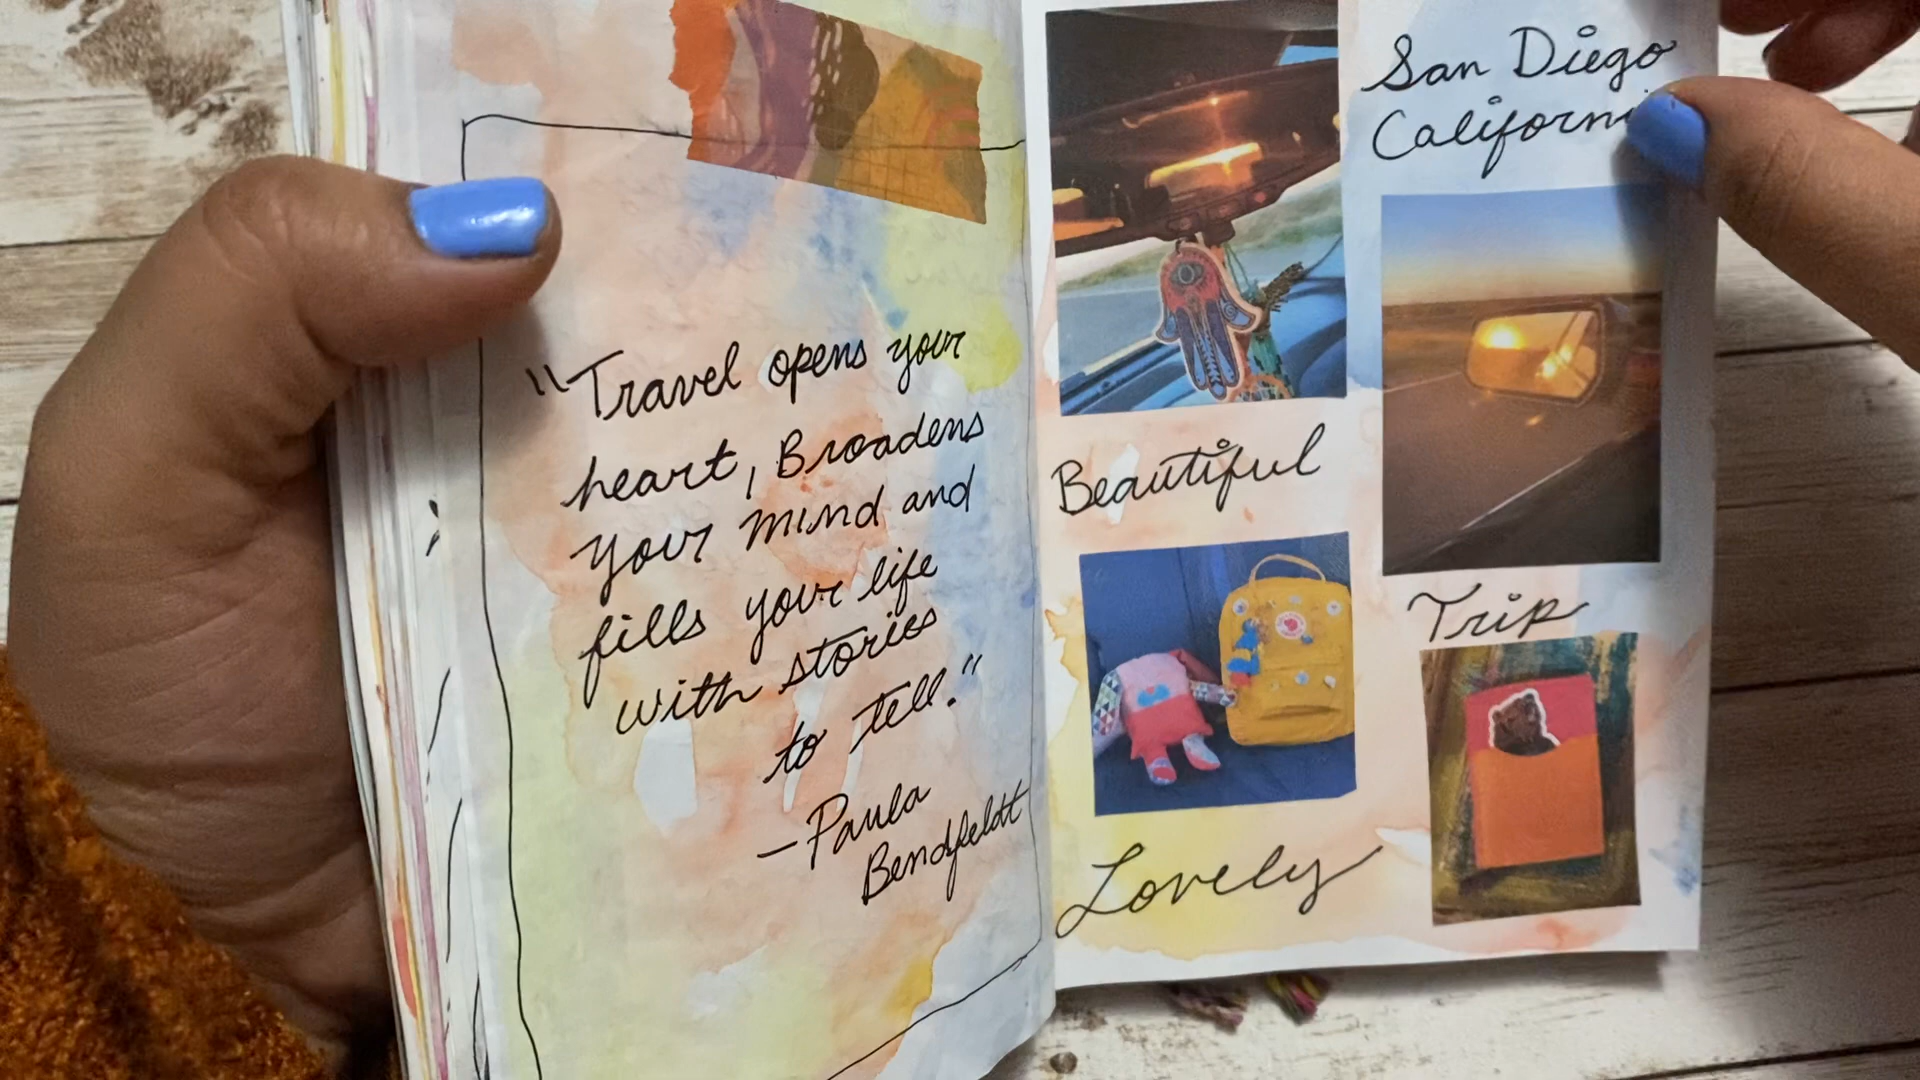 "Travel opens your
heart, Broadens
your mind and
fills your life
with stories
to tell."
-Paula
Bendfeldt
San Diego
Californi
Beautiful
Trip
Lovely